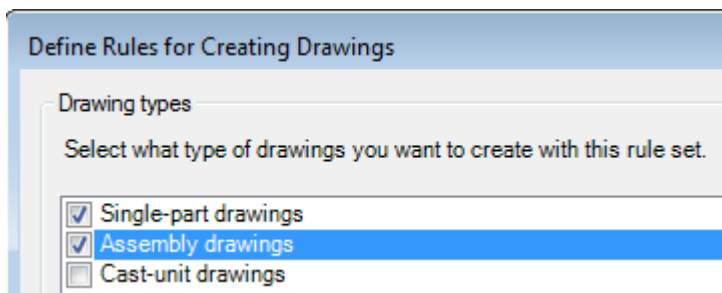 Define Rules for Creating Drawings
Drawing types
Select what type of drawings you want to create with this rule set.
Single-part drawings
Assembly drawings
Cast-unit drawings